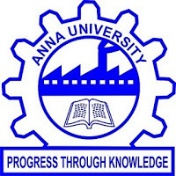 ANNA UNIVERSITY
PROGRESS THROUGH KNOWLEDGE